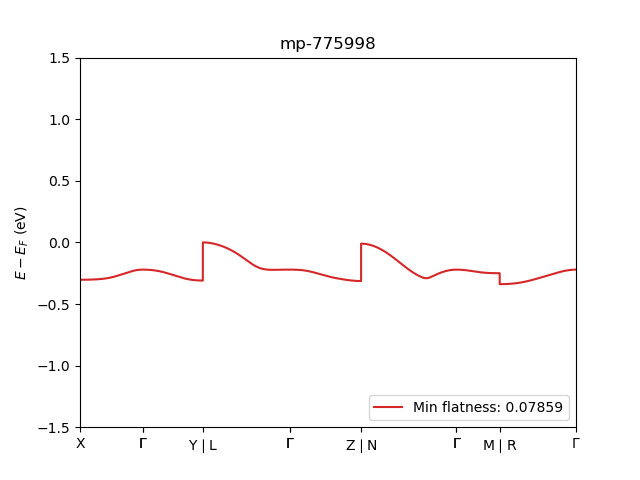 mp-775998
1.5
1.0
0.5
0.0
−0.5
−1.0
−1.5
E − E_F (eV)
Min flatness: 0.07859
X Γ Y | L Γ Z | N Γ M | R Γ